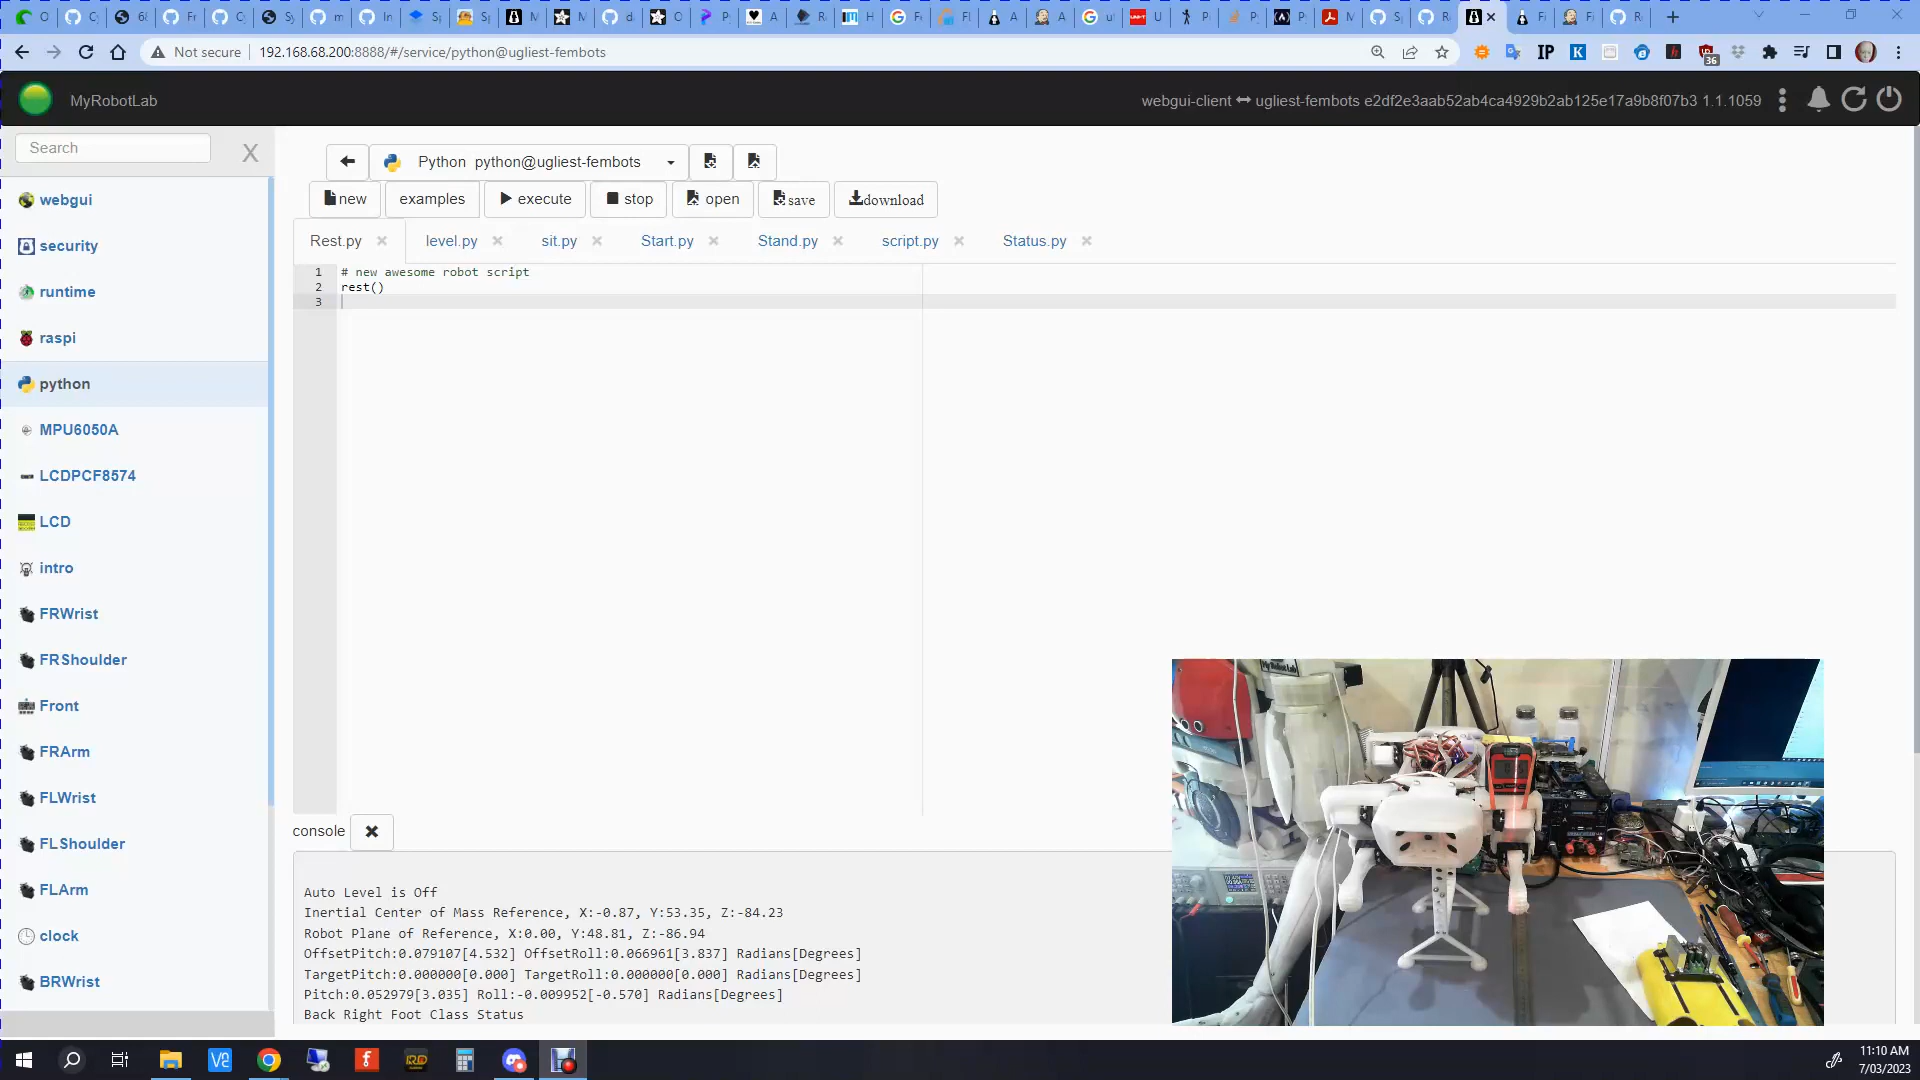 Not secure
192.168.68.200:8888/#/service/python@ugliest-fembots
36
MyRobotLab
webgui-client ⟷ ugliest-fembots e2df2e3aab52ab4ca4929b2ab125e17a9b8f07b3 1.1.1059
Search
X
webgui
security
runtime
raspi
python
MPU6050A
LCDPCF8574
LCD
intro
FRWrist
FRShoulder
Front
FRArm
FLWrist
FLShoulder
FLArm
clock
BRWrist
Python python@ugliest-fembots
new examples execute stop open save download
Rest.py level.py sit.py Start.py Stand.py script.py Status.py
1 # new awesome robot script
2 rest()
3
console
Auto Level is Off
Inertial Center of Mass Reference, X:-0.87, Y:53.35, Z:-84.23
Robot Plane of Reference, X:0.00, Y:48.81, Z:-86.94
OffsetPitch:0.079107[4.532] OffsetRoll:0.066961[3.837] Radians[Degrees]
TargetPitch:0.000000[0.000] TargetRoll:0.000000[0.000] Radians[Degrees]
Pitch:0.052979[3.035] Roll:-0.009952[-0.570] Radians[Degrees]
Back Right Foot Class Status
My Robot Lab
11:10 AM
7/03/2023